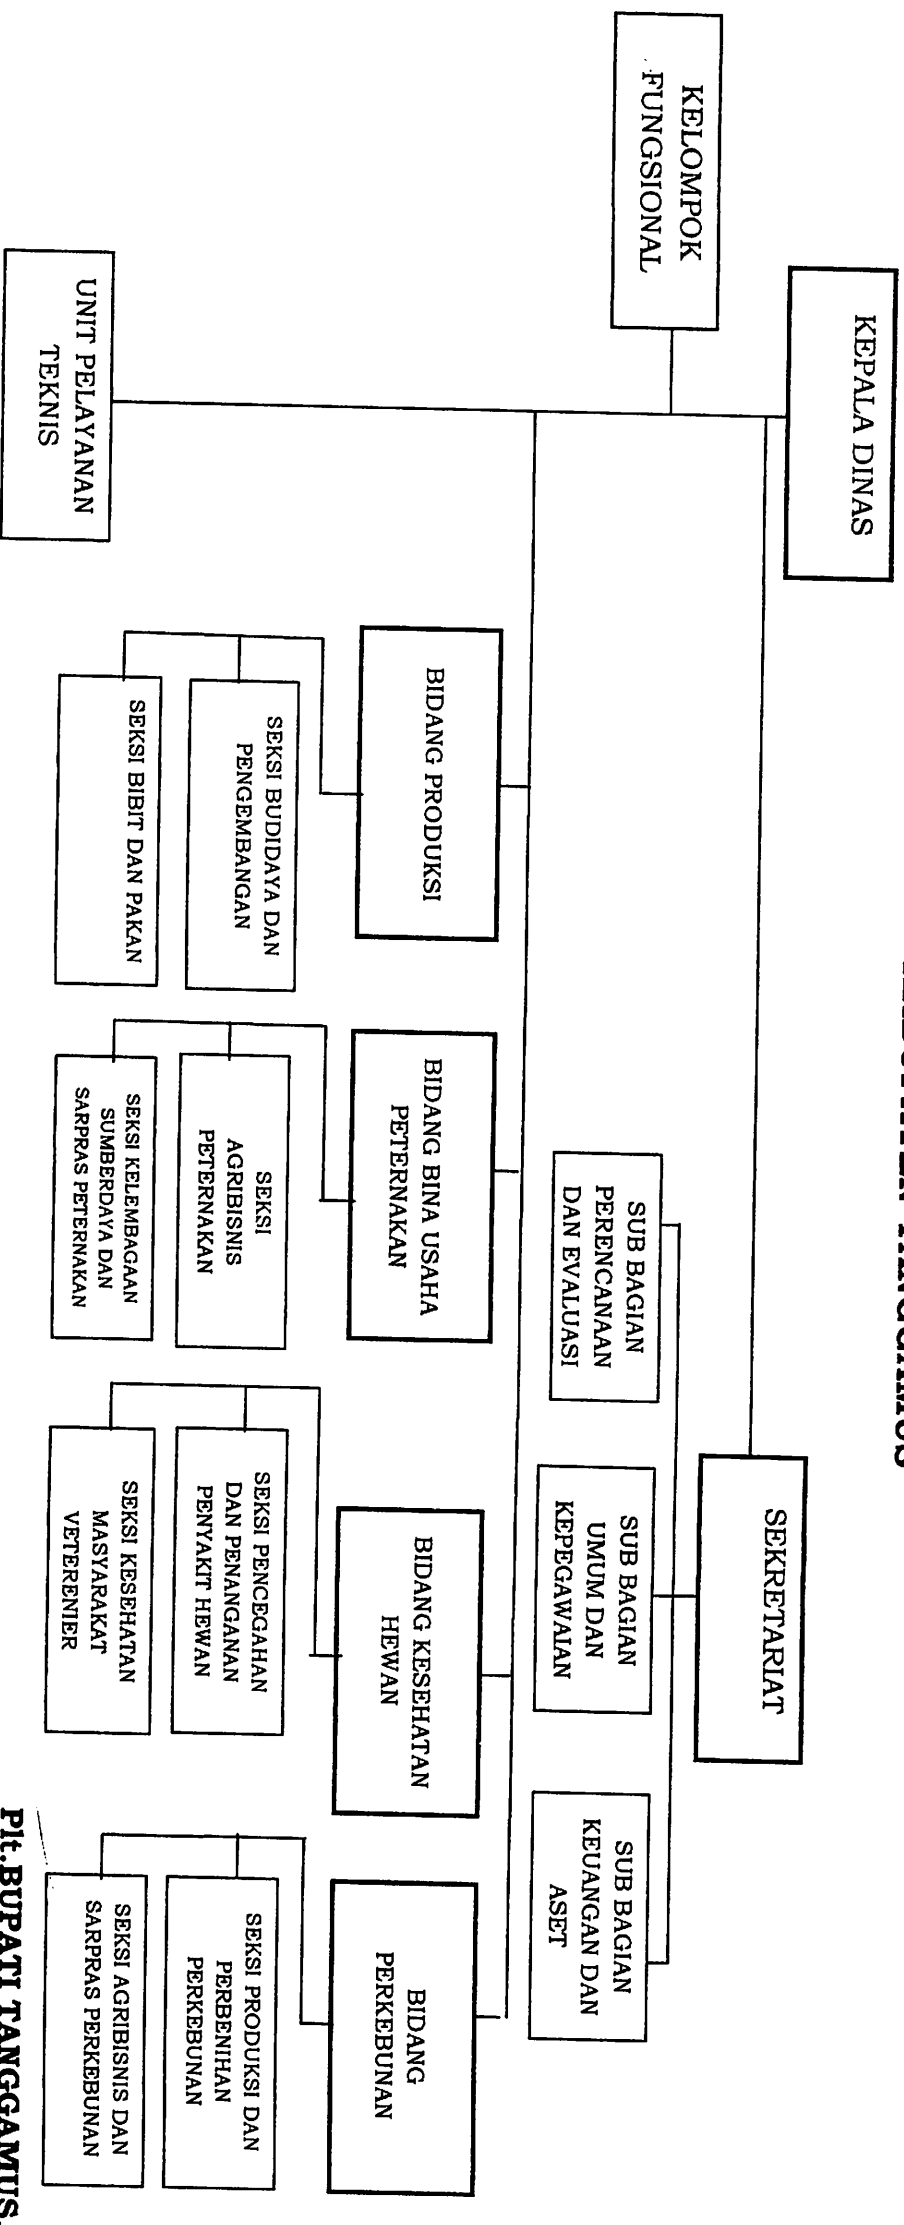 KABUPATEN TANGGAMUS
KEPALA DINAS
KELOMPOK
FUNGSIONAL
SEKRETARIAT
SUB BAGIAN
PERENCANAAN
DAN EVALUASI
SUB BAGIAN
UMUM DAN
KEPEGAWAIAN
SUB BAGIAN
KEUANGAN DAN
ASET
BIDANG PRODUKSI
BIDANG BINA USAHA
PETERNAKAN
BIDANG KESEHATAN
HEWAN
BIDANG
PERKEBUNAN
SEKSI BUDIDAYA DAN
PENGEMBANGAN
SEKSI
AGRIBISNIS
PETERNAKAN
SEKSI PENCEGAHAN
DAN PENANGANAN
PENYAKIT HEWAN
SEKSI PRODUKSI DAN
PERBENIHAN
PERKEBUNAN
UNIT PELAYANAN
TEKNIS
SEKSI BIBIT DAN PAKAN
SEKSI KELEMBAGAAN
SUMBERDAYA DAN
SARPRAS PETERNAKAN
SEKSI KESEHATAN
MASYARAKAT
VETERENIER
SEKSI AGRIBISNIS DAN
SARPRAS PERKEBUNAN
Plt.BUPATI TANGGAMUS,